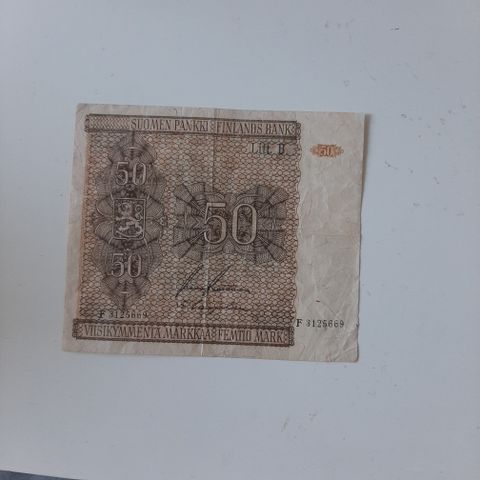 SUOMEN PANKKI FINLANDS BANK
Litt. B
50
50
50
50
F 3125669
F 3125669
VIISIKYMMENTÄ MARKKAA FEMTIO MARK